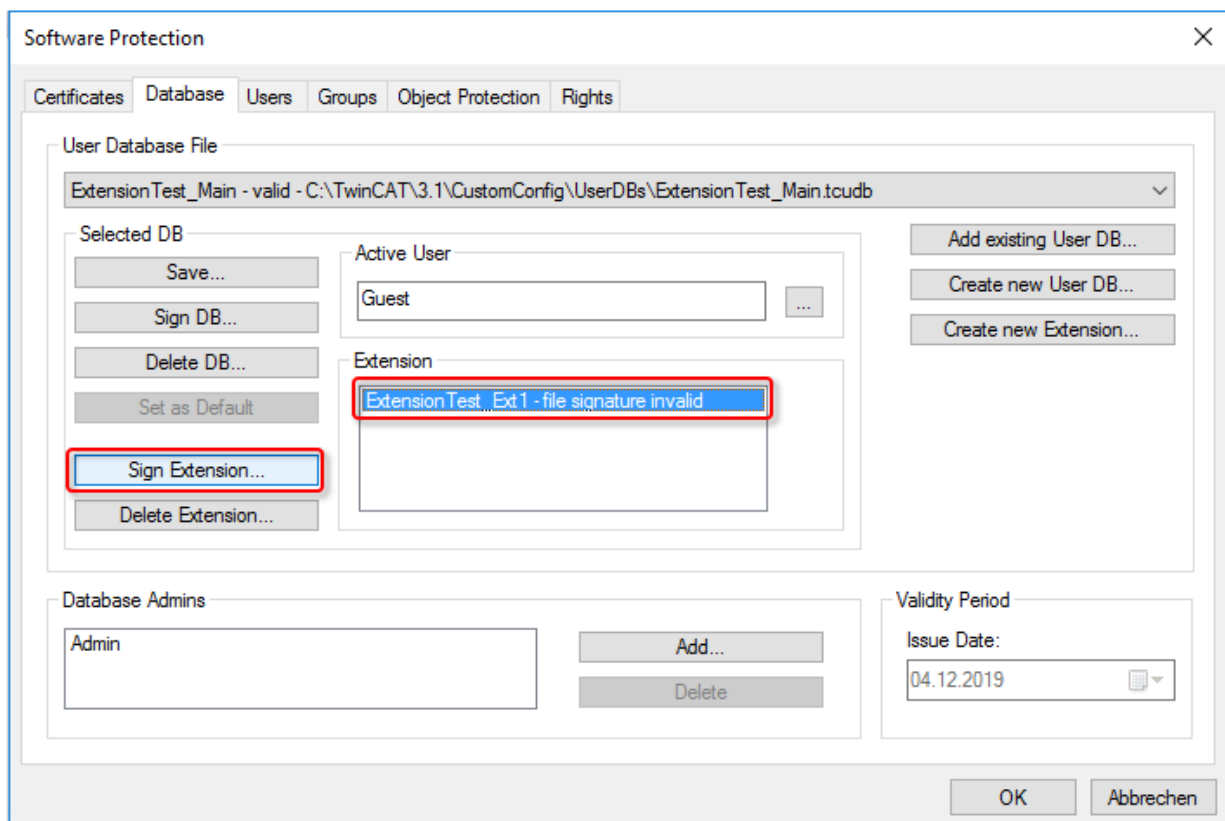 Software Protection
Certificates Database Users Groups Object Protection Rights
User Database File
ExtensionTest_Main - valid - C:\TwinCAT\3.1\CustomConfig\UserDBs\ExtensionTest_Main.tcudb
Selected DB
Save...
Sign DB...
Delete DB...
Set as Default
Sign Extension...
Delete Extension...
Active User
Guest
...
Extension
ExtensionTest_Ext1 - file signature invalid
Add existing User DB...
Create new User DB...
Create new Extension...
Database Admins
Admin
Add...
Delete
Validity Period
Issue Date:
04.12.2019
OK
Abbrechen